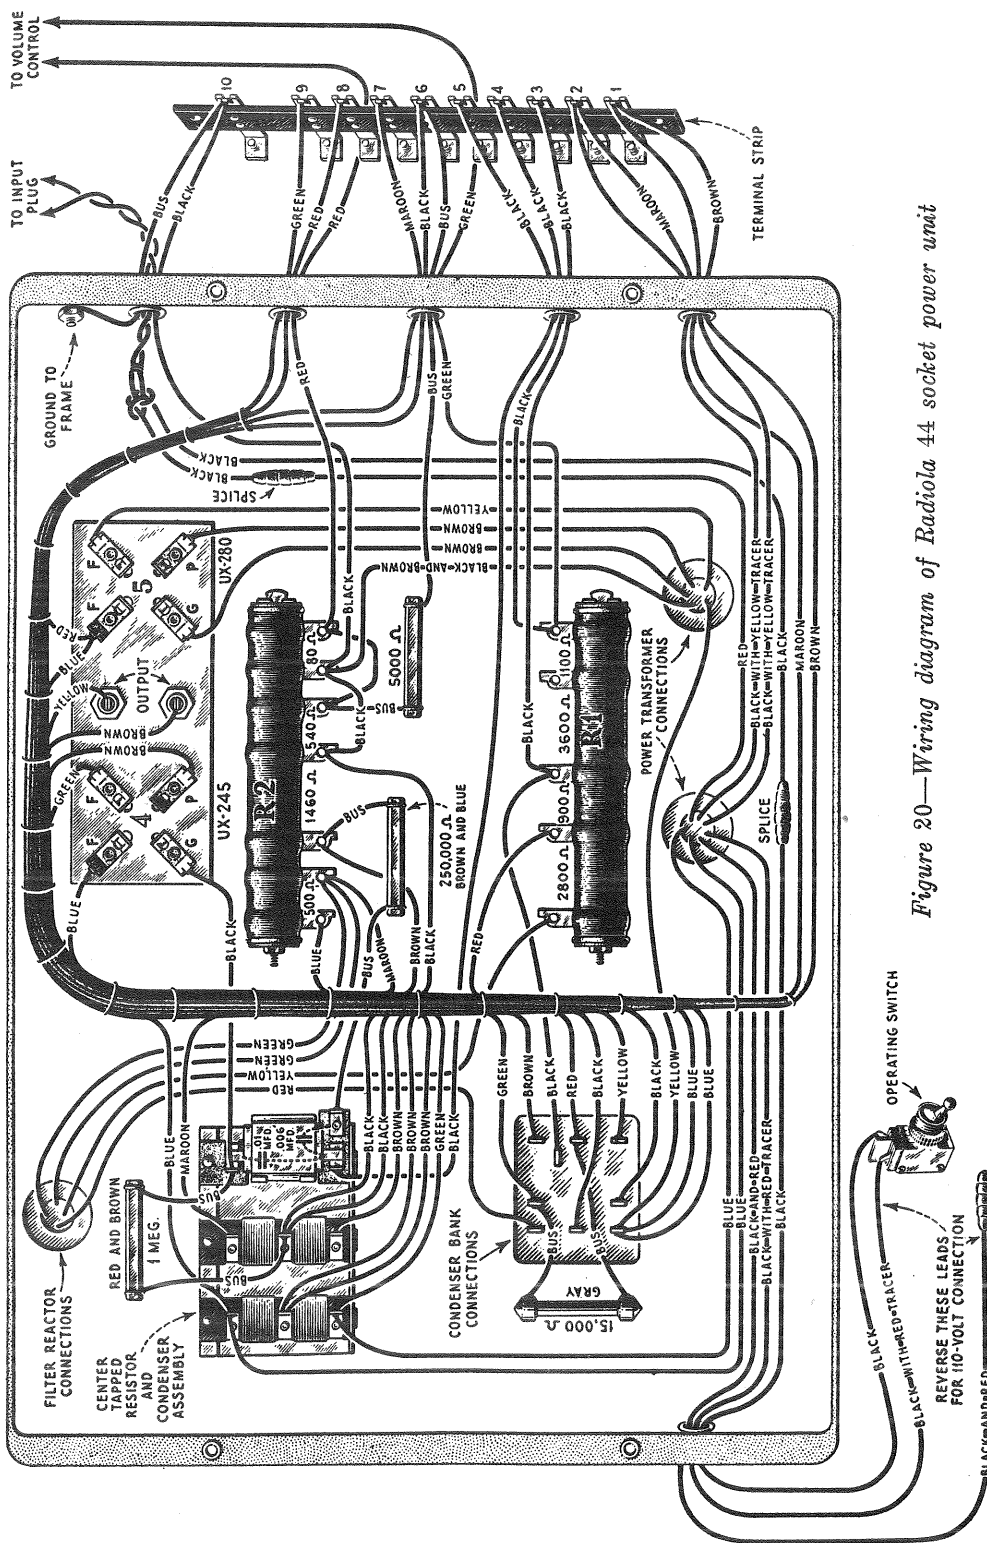 TO VOLUME
CONTROL
TO INPUT
PLUG
GROUND TO
FRAME
BUS
BLACK
GREEN
RED
RED
MAROON
BLACK
BUS
GREEN
BLACK
BLACK
BLACK
MAROON
BROWN
10
9
8
7
6
5
4
3
2
1
TERMINAL STRIP
RED
BUS
GREEN
BLACK
BLACK
BLACK
SPLICE
YELLOW
BROWN
BROWN
BLACK AND BROWN
F
F
P
G
5
UX-280
RED
BLUE
YELLOW
OUTPUT
BROWN
BROWN
GREEN
F
F
P
G
4
UX-245
BLUE
BLACK
R2
80 Ω
540 Ω
1460 Ω
500 Ω
BLACK
BLACK
5000 Ω
BUS
BUS
250,000 Ω
BROWN AND BLUE
BLUE
BUS
MAROON
BROWN
BLACK
R1
1100 Ω
3600 Ω
900 Ω
2800 Ω
BLACK
RED
POWER TRANSFORMER
CONNECTIONS
RED
BLACK WITH YELLOW TRACER
BLACK WITH YELLOW TRACER
BLACK
MAROON
BROWN
SPLICE
GREEN
GREEN
YELLOW
RED
BLUE
MAROON
FILTER REACTOR
CONNECTIONS
RED AND BROWN
1 MEG.
BUS
BUS
.01
MFD.
.006
MFD.
CENTER
TAPPED
RESISTOR
AND
CONDENSER
ASSEMBLY
BLACK
BLACK
BROWN
BROWN
GREEN
BLACK
GREEN
BROWN
BLACK
RED
BLACK
YELLOW
BLACK
YELLOW
BLUE
BLUE
CONDENSER BANK
CONNECTIONS
BUS
BUS
GRAY
15,000 Ω
BLUE
BLUE
BLACK AND RED
BLACK WITH RED TRACER
BLACK
OPERATING SWITCH
BLACK
BLACK WITH RED TRACER
REVERSE THESE LEADS
FOR 110-VOLT CONNECTION
BLACK AND RED
Figure 20—Wiring diagram of Radiola 44 socket power unit